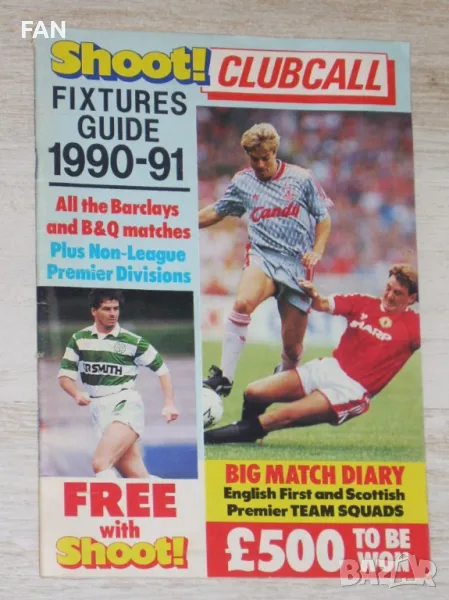 FAN
Shoot!
CLUBCALL
FIXTURES
GUIDE
1990-91
All the Barclays
and B&Q matches
Plus Non-League
Premier Divisions
Candy
SHARP
SMITH
BIG MATCH DIARY
English First and Scottish
Premier TEAM SQUADS
FREE
with
Shoot!
£500 TO BE
WON
BAZAR